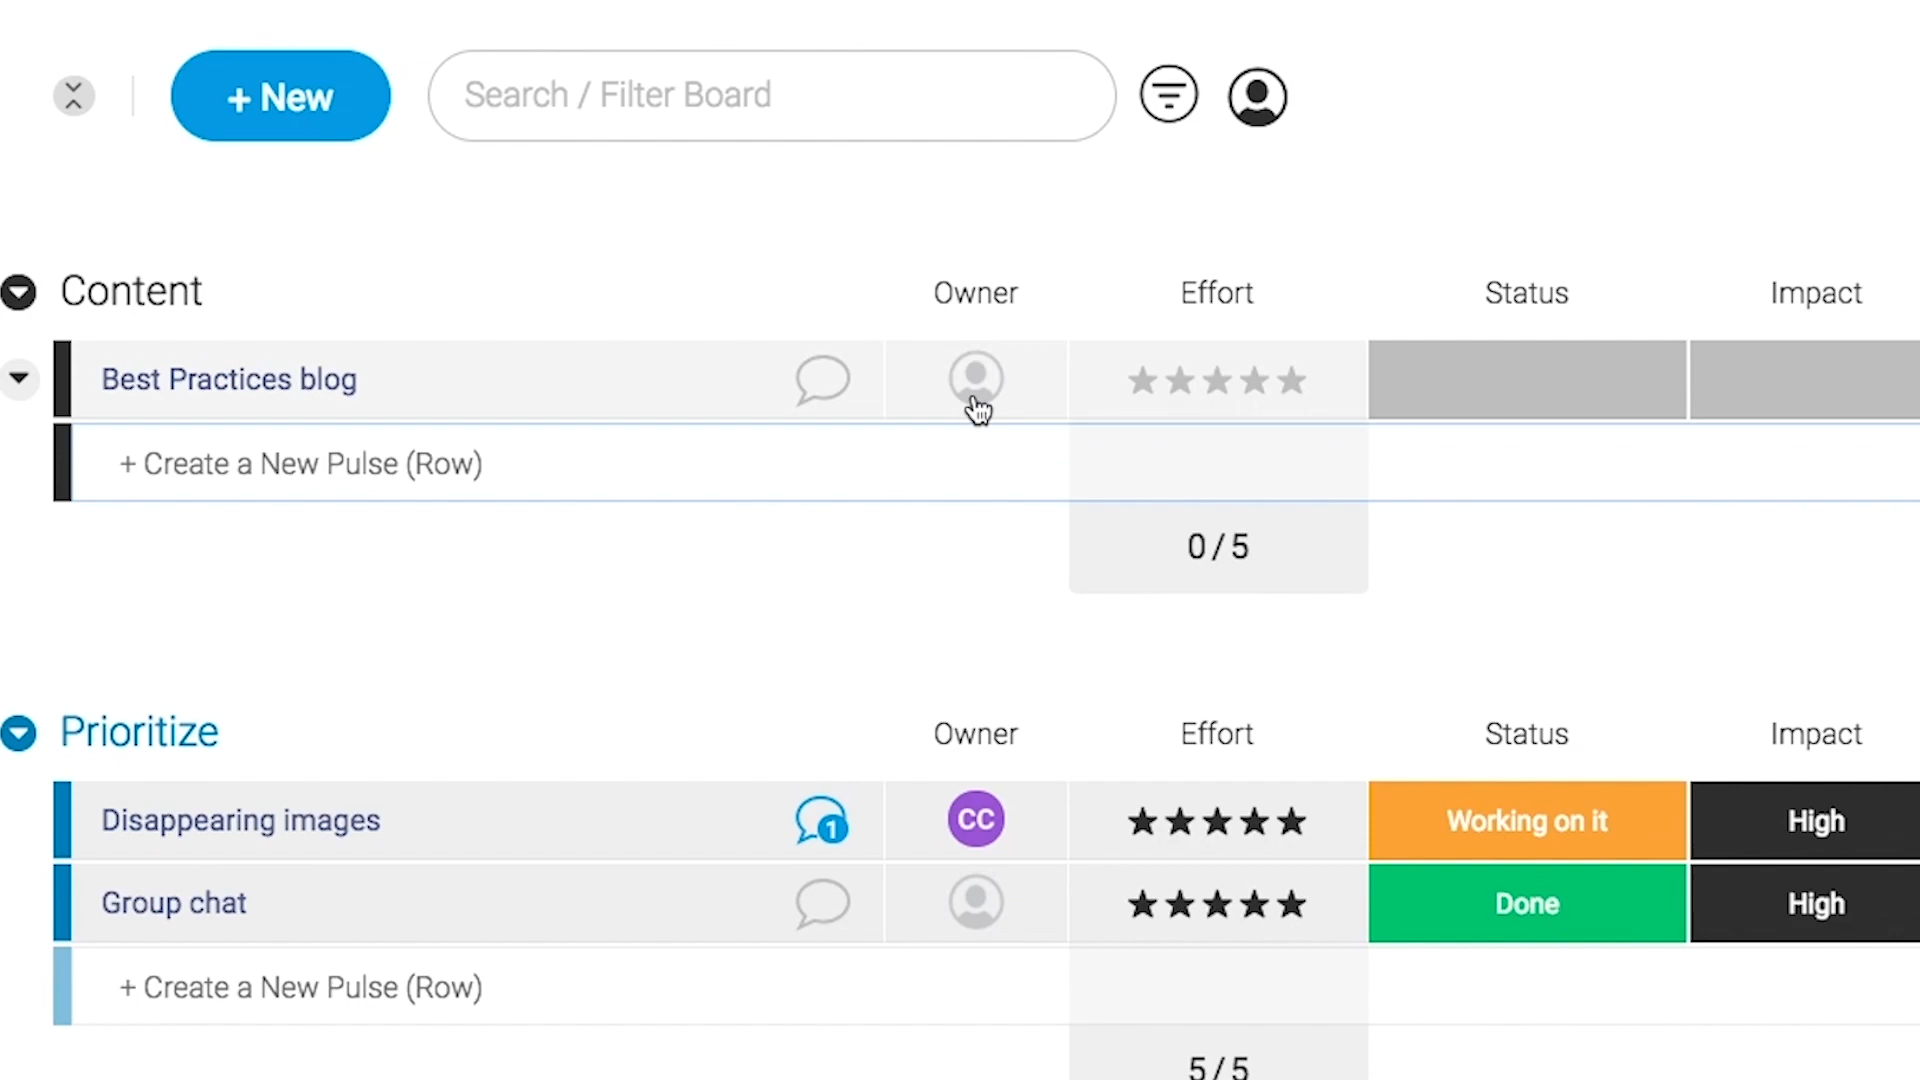 + New
Search / Filter Board
Content Owner Effort Status Impact
Best Practices blog
+ Create a New Pulse (Row)
0 / 5
Prioritize Owner Effort Status Impact
Disappearing images 1 CC Working on it High
Group chat Done High
+ Create a New Pulse (Row)
5 / 5